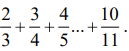 2/3 + 3/4 + 4/5 ... + 10/11 .